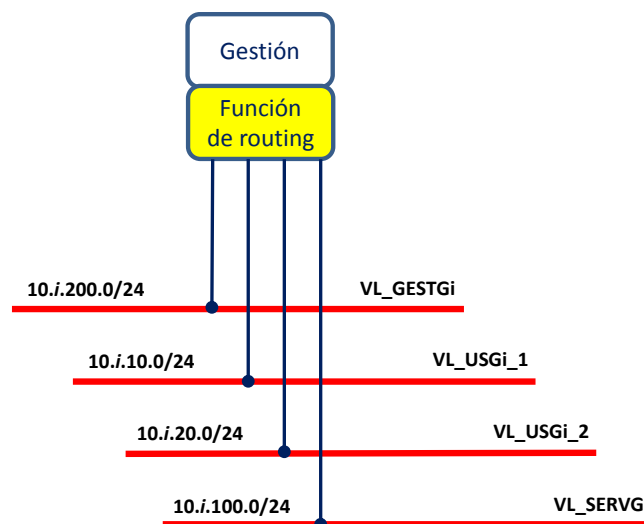 Gestión
Función
de routing
10.i.200.0/24 VL_GESTGi
10.i.10.0/24 VL_USGi_1
10.i.20.0/24 VL_USGi_2
10.i.100.0/24 VL_SERVG